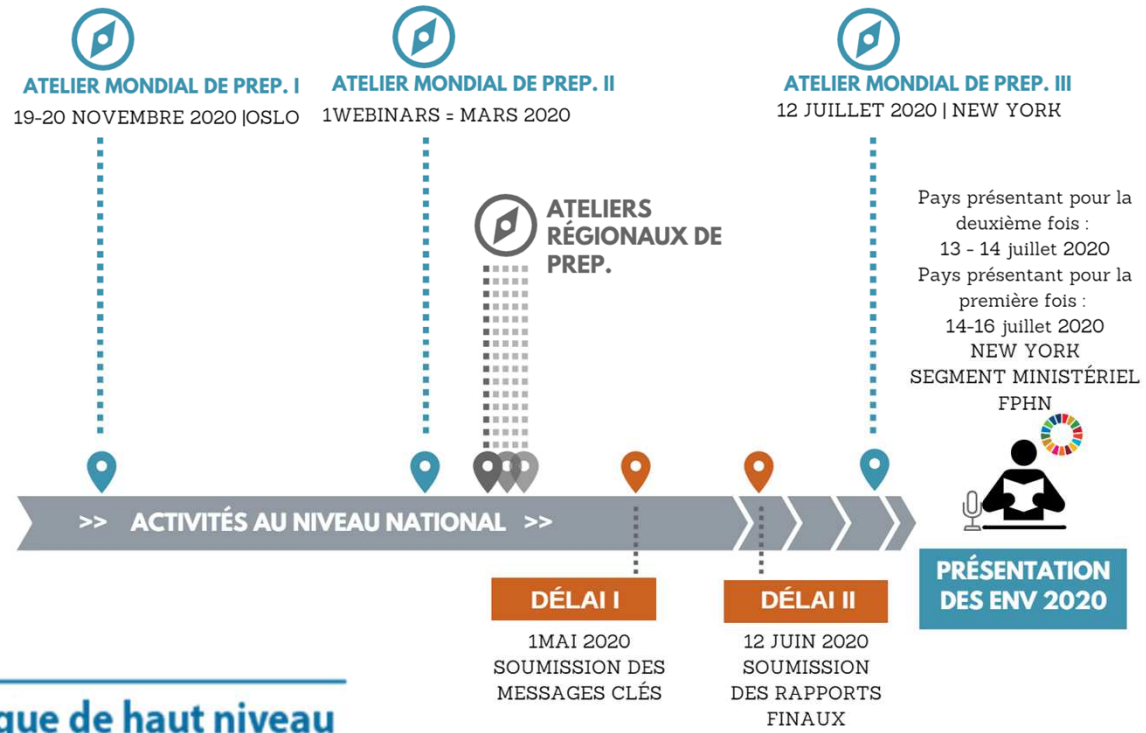 ATELIER MONDIAL DE PREP. I
19-20 NOVEMBRE 2020 |OSLO
ATELIER MONDIAL DE PREP. II
1WEBINARS = MARS 2020
ATELIER MONDIAL DE PREP. III
12 JUILLET 2020 | NEW YORK
ATELIERS
RÉGIONAUX DE
PREP.
Pays présentant pour la
deuxième fois :
13 - 14 juillet 2020
Pays présentant pour la
première fois :
14-16 juillet 2020
NEW YORK
SEGMENT MINISTÉRIEL
FPHN
>> ACTIVITÉS AU NIVEAU NATIONAL >>
PRÉSENTATION
DES ENV 2020
DÉLAI I
1MAI 2020
SOUMISSION DES
MESSAGES CLÉS
DÉLAI II
12 JUIN 2020
SOUMISSION
DES RAPPORTS
FINAUX
que de haut niveau